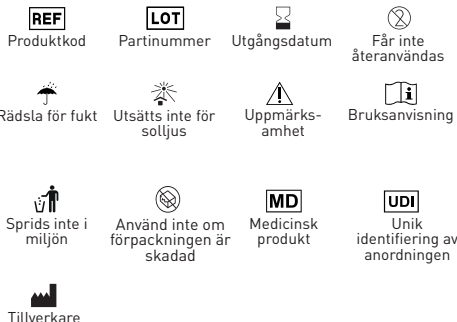 REF
LOT
Produktkod
Partinummer
Utgångsdatum
Får inte
återanvändas
2
Rädsla för fukt
Utsätts inte för
solljus
Uppmärks-
amhet
Bruksanvisning
i
Sprids inte i
miljön
Använd inte om
förpackningen är
skadad
MD
Medicinsk
produkt
UDI
Unik
identifiering av
anordningen
Tillverkare